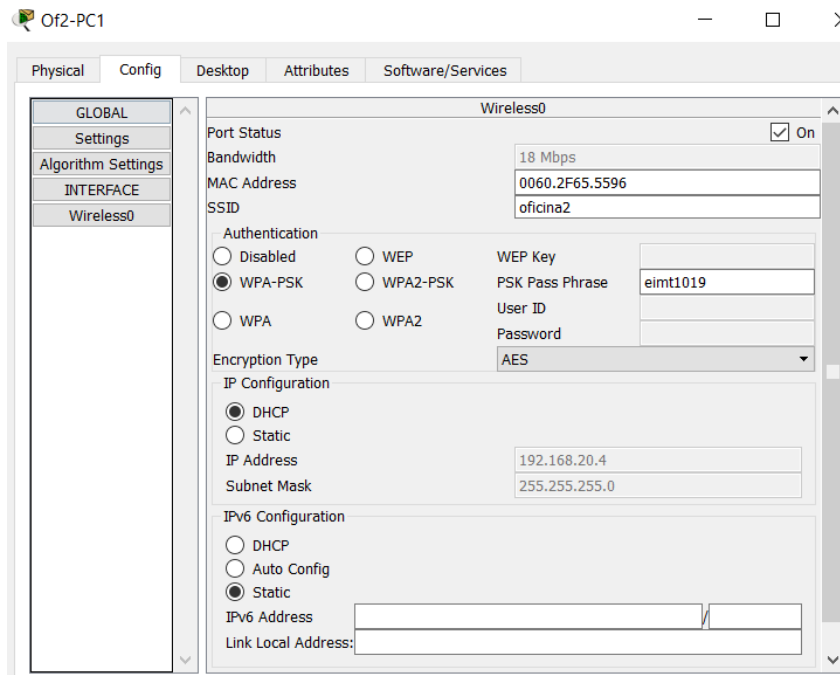 Of2-PC1
Physical Config Desktop Attributes Software/Services
GLOBAL
Settings
Algorithm Settings
INTERFACE
Wireless0
Wireless0
Port Status On
Bandwidth 18 Mbps
MAC Address 0060.2F65.5596
SSID oficina2
Authentication
Disabled WEP WEP Key
WPA-PSK WPA2-PSK PSK Pass Phrase eimt1019
User ID
WPA WPA2
Password
Encryption Type AES
IP Configuration
DHCP
Static
IP Address 192.168.20.4
Subnet Mask 255.255.255.0
IPv6 Configuration
DHCP
Auto Config
Static
IPv6 Address /
Link Local Address: